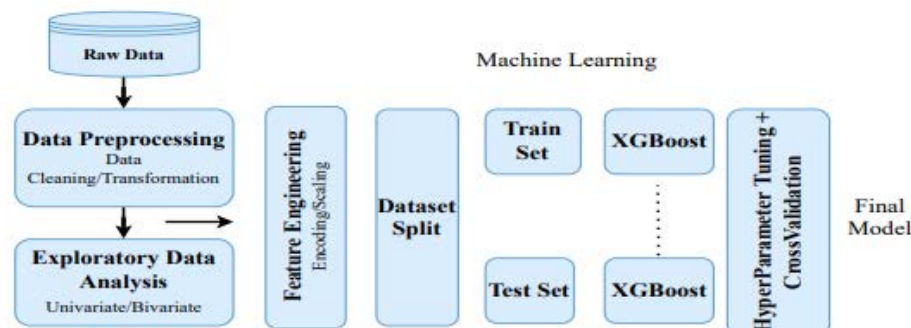 Raw Data
Machine Learning
Data Preprocessing
Data
Cleaning/Transformation
Exploratory Data
Analysis
Univariate/Bivariate
Feature Engineering
Encoding/Scaling
Dataset
Split
Train
Set
Test Set
XGBoost
XGBoost
HyperParameter Tuning +
CrossValidation
Final
Model